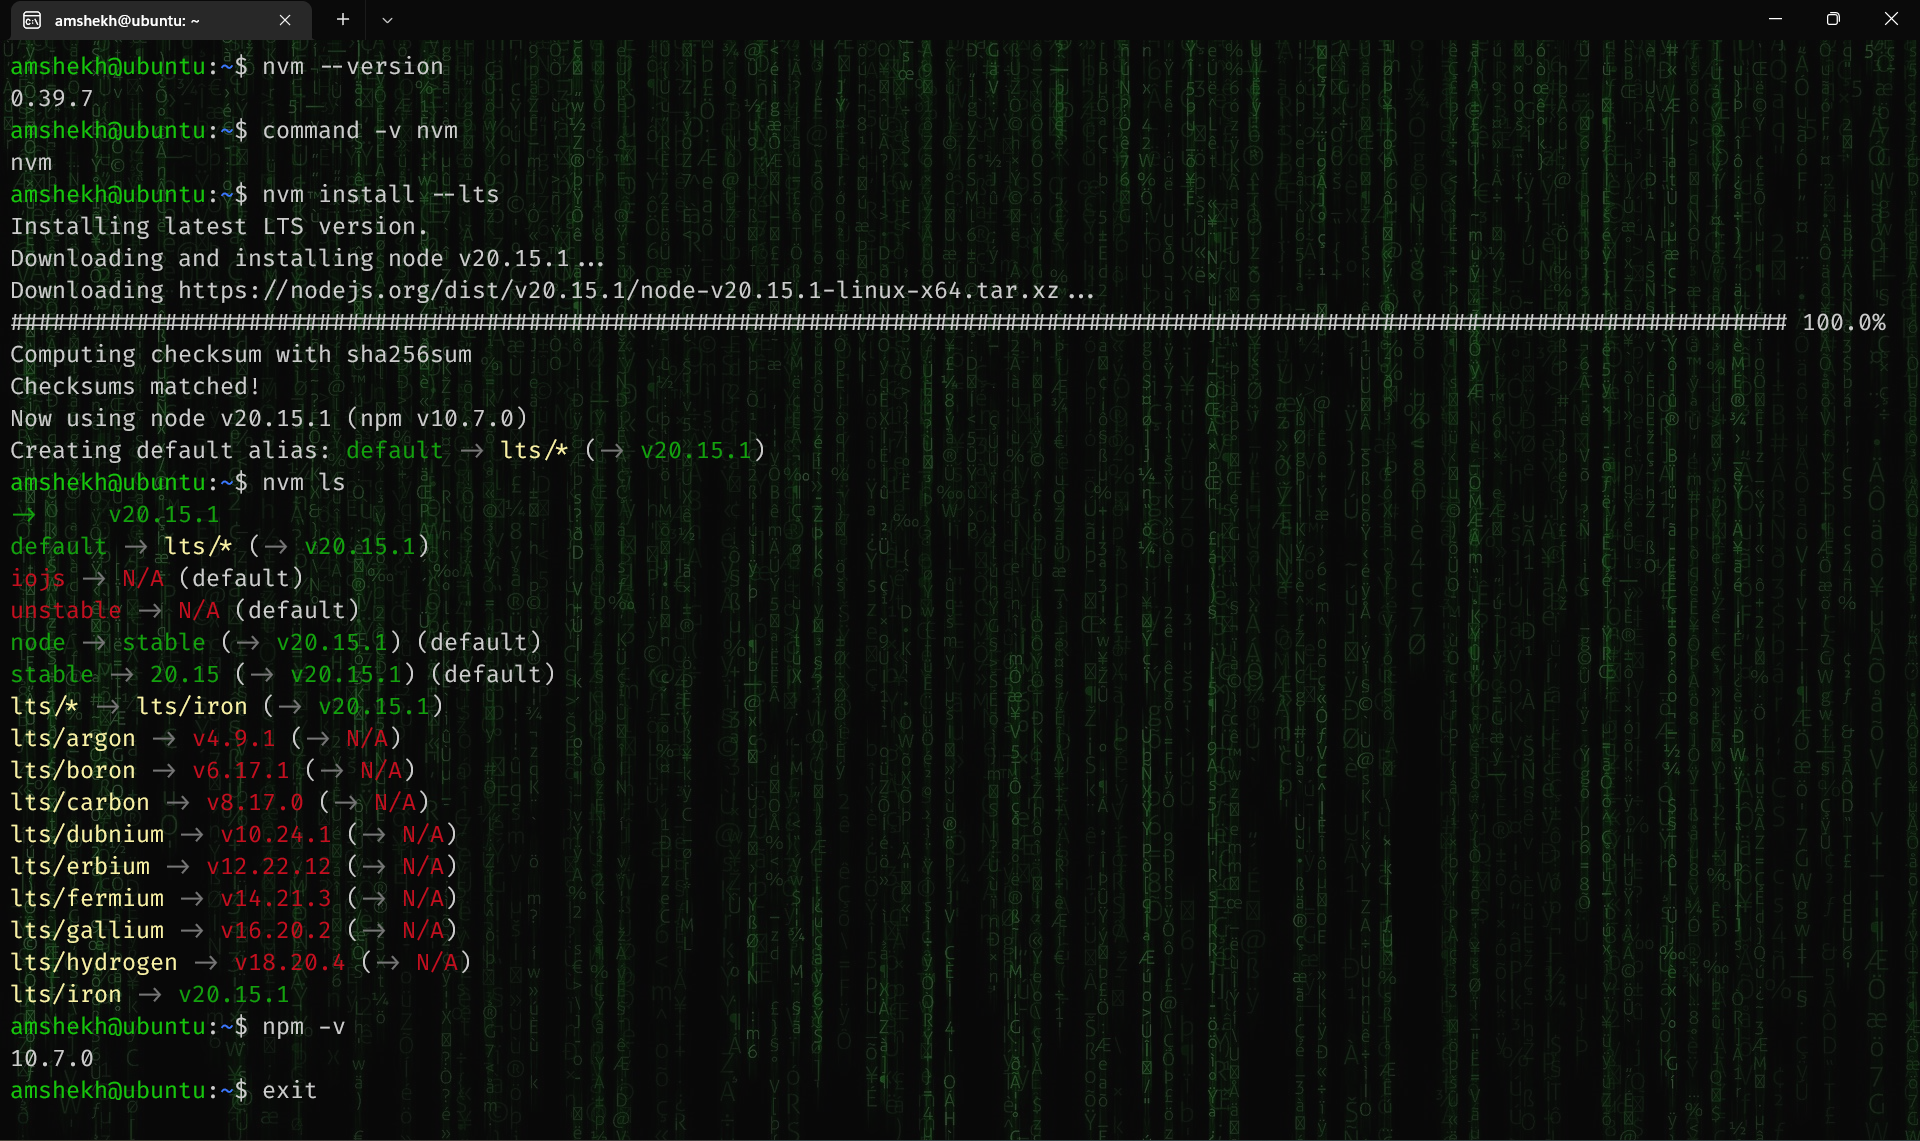 amshekh@ubuntu: ~
amshekh@ubuntu:~$ nvm --version
0.39.7
amshekh@ubuntu:~$ command -v nvm
nvm
amshekh@ubuntu:~$ nvm install --lts
Installing latest LTS version.
Downloading and installing node v20.15.1...
Downloading https://nodejs.org/dist/v20.15.1/node-v20.15.1-linux-x64.tar.xz...
############################################################################################################################### 100.0%
Computing checksum with sha256sum
Checksums matched!
Now using node v20.15.1 (npm v10.7.0)
Creating default alias: default → lts/* (→ v20.15.1)
amshekh@ubuntu:~$ nvm ls
→ v20.15.1
default → lts/* (→ v20.15.1)
iojs → N/A (default)
unstable → N/A (default)
node → stable (→ v20.15.1) (default)
stable → 20.15 (→ v20.15.1) (default)
lts/* → lts/iron (→ v20.15.1)
lts/argon → v4.9.1 (→ N/A)
lts/boron → v6.17.1 (→ N/A)
lts/carbon → v8.17.0 (→ N/A)
lts/dubnium → v10.24.1 (→ N/A)
lts/erbium → v12.22.12 (→ N/A)
lts/fermium → v14.21.3 (→ N/A)
lts/gallium → v16.20.2 (→ N/A)
lts/hydrogen → v18.20.4 (→ N/A)
lts/iron → v20.15.1
amshekh@ubuntu:~$ npm -v
10.7.0
amshekh@ubuntu:~$ exit